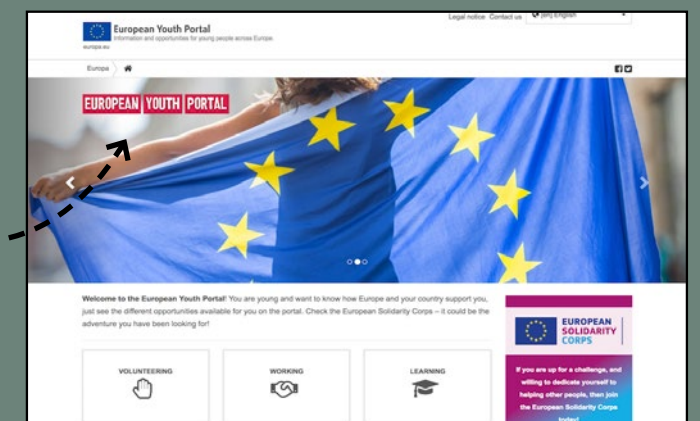 Legal notice Contact us [en] English
European Youth Portal
Information and opportunities for young people across Europe.
europa.eu
Europa
EUROPEAN YOUTH PORTAL
Welcome to the European Youth Portal! You are young and want to know how Europe and your country support you,
just see the different opportunities available for you on the portal. Check the European Solidarity Corps – it could be the
adventure you have been looking for!
EUROPEAN
SOLIDARITY
CORPS
VOLUNTEERING
WORKING
LEARNING
If you are up for a challenge, and
willing to dedicate yourself to
helping other people, then join
the European Solidarity Corps
today!